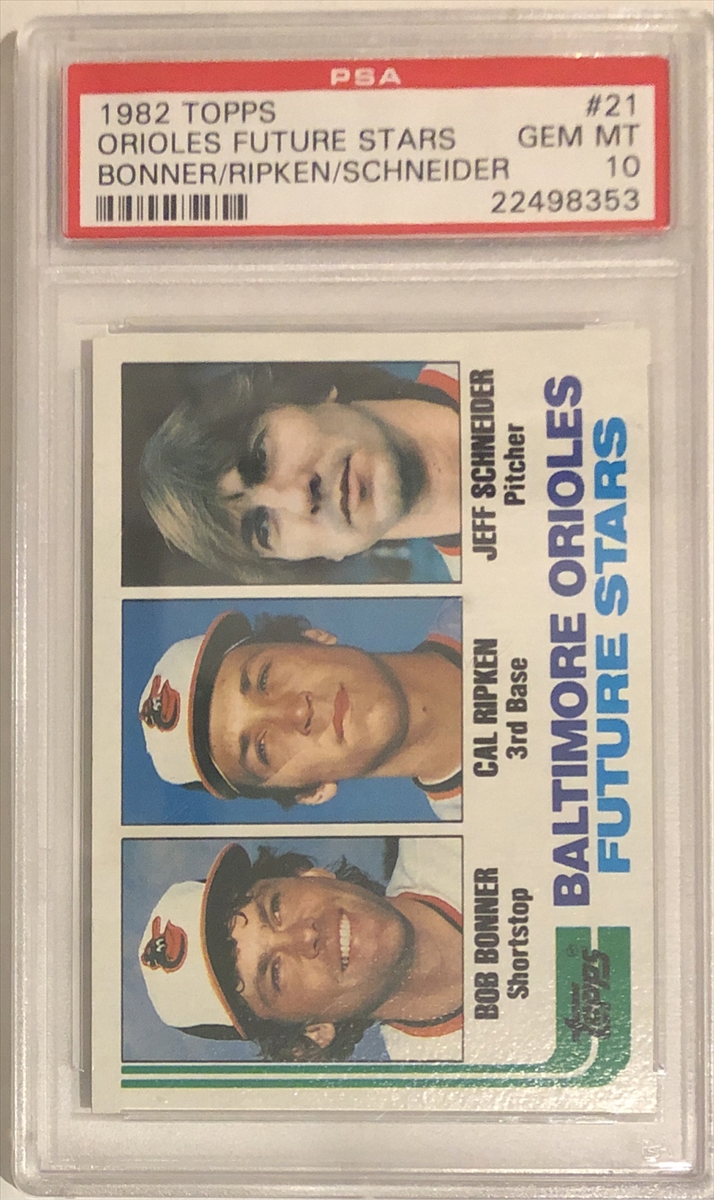 PSA
1982 TOPPS #21
ORIOLES FUTURE STARS GEM MT
BONNER/RIPKEN/SCHNEIDER 10
22498353
BOB BONNER
Shortstop
CAL RIPKEN
3rd Base
JEFF SCHNEIDER
Pitcher
TOPPS®
BALTIMORE ORIOLES
FUTURE STARS